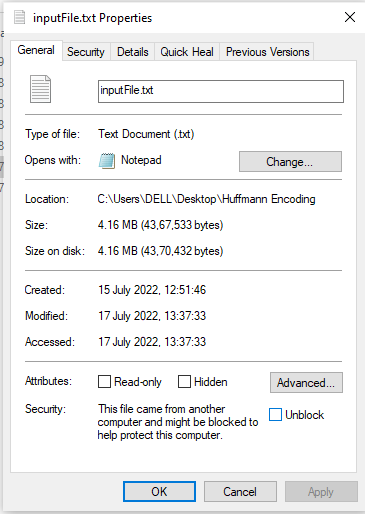 inputFile.txt Properties
General Security Details Quick Heal Previous Versions
inputFile.txt
Type of file: Text Document (.txt)
Opens with: Notepad Change...
Location: C:\Users\DELL\Desktop\Huffmann Encoding
Size: 4.16 MB (43,67,533 bytes)
Size on disk: 4.16 MB (43,70,432 bytes)
Created: 15 July 2022, 12:51:46
Modified: 17 July 2022, 13:37:33
Accessed: 17 July 2022, 13:37:33
Attributes: Read-only Hidden Advanced...
Security: This file came from another Unblock
computer and might be blocked to
help protect this computer.
OK Cancel Apply